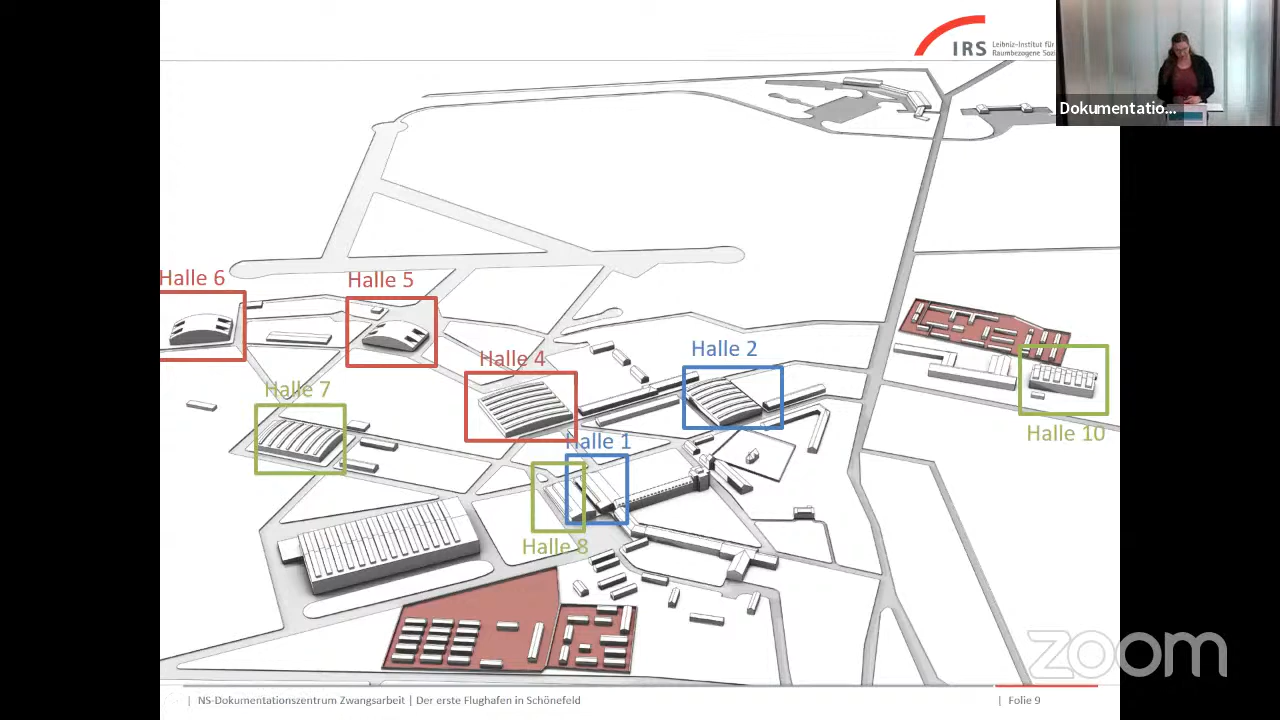 IRS
Leibniz-Institut für
Raumbezogene Sozi
Dokumentatio...
Halle 6
Halle 5
Halle 4
Halle 2
Halle 7
Halle 1
Halle 10
Halle 8
zoom
| NS-Dokumentationszentrum Zwangsarbeit | Der erste Flughafen in Schönefeld
| Folie 9